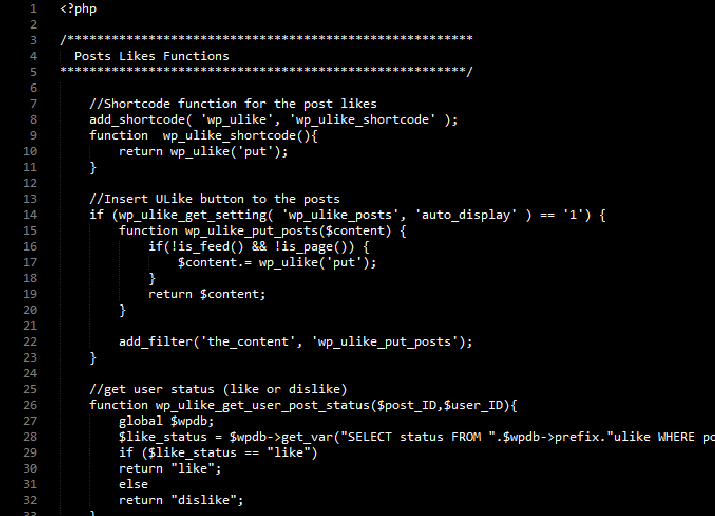 1 <?php
2
3 /*******************************************************
4 Posts Likes Functions
5 *******************************************************/
6
7 //Shortcode function for the post likes
8 add_shortcode( 'wp_ulike', 'wp_ulike_shortcode' );
9 function  wp_ulike_shortcode(){
10 return wp_ulike('put');
11 }
12
13 //Insert ULike button to the posts
14 if (wp_ulike_get_setting( 'wp_ulike_posts', 'auto_display' ) == '1') {
15 function wp_ulike_put_posts($content) {
16 if(!is_feed() && !is_page()) {
17 $content.= wp_ulike('put');
18 }
19 return $content;
20 }
21
22 add_filter('the_content', 'wp_ulike_put_posts");
23 }
24
25 //get user status (like or dislike)
26 function wp_ulike_get_user_post_status($post_ID,$user_ID){
27 global $wpdb;
28 $like_status = $wpdb->get_var("SELECT status FROM ".$wpdb->prefix."ulike WHERE po
29 if ($like_status == "like")
30 return "like";
31 else
32 return "dislike";
33 }